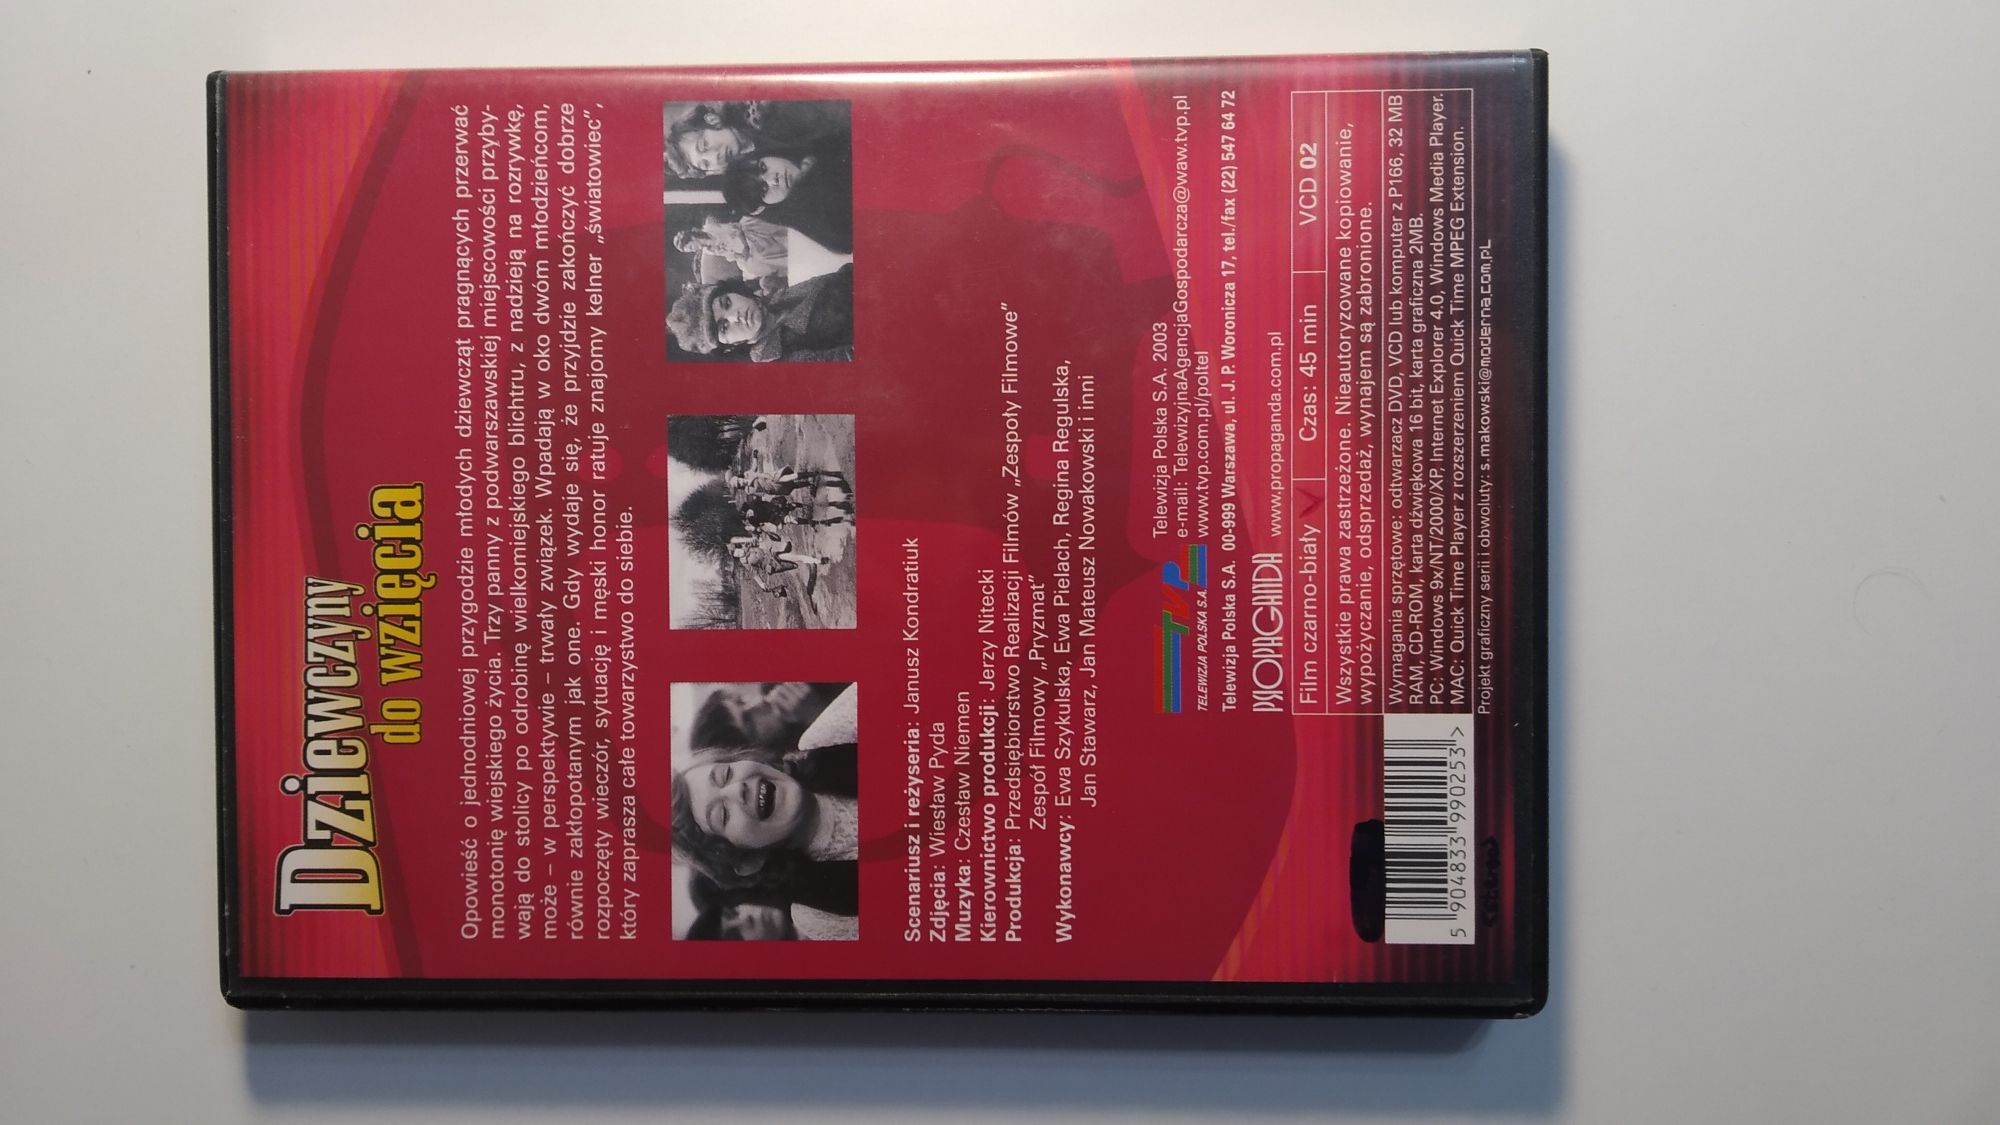 Dziewczyny
do wzięcia
Opowieść o jednodniowej przygodzie młodych dziewcząt pragnących przerwać
monotonię wiejskiego życia. Trzy panny z podwarszawskiej miejscowości przyby-
wają do stolicy po odrobinę wielkomiejskiego blichtru, z nadzieją na rozrywkę,
może – w perspektywie – trwały związek. Wpadają w oko dwóm młodzieńcom,
równie zakłopotanym jak one. Gdy wydaje się, że przyjdzie zakończyć dobrze
rozpoczęty wieczór, sytuację i męski honor ratuje znajomy kelner „światowiec”,
który zaprasza całe towarzystwo do siebie.
Scenariusz i reżyseria: Janusz Kondratiuk
Zdjęcia: Wiesław Pyda
Muzyka: Czesław Niemen
Kierownictwo produkcji: Jerzy Nitecki
Produkcja: Przedsiębiorstwo Realizacji Filmów „Zespoły Filmowe”
Zespół Filmowy „Pryzmat”
Wykonawcy: Ewa Szykulska, Ewa Pielach, Regina Regulska,
Jan Stawarz, Jan Mateusz Nowakowski i inni
TVP
TELEWIZJA POLSKA S.A.
Telewizja Polska S.A. 2003
e-mail: TelewizyjnaAgencjaGospodarcza@waw.tvp.pl
www.tvp.com.pl/poltel
Telewizja Polska S.A. 00-999 Warszawa, ul. J. P. Woronicza 17, tel./fax (22) 547 64 72
PROPAGANDA www.propaganda.com.pl
Film czarno-biały Czas: 45 min VCD 02
Wszystkie prawa zastrzeżone. Nieautoryzowane kopiowanie,
wypożyczanie, odsprzedaż, wynajem są zabronione.
Wymagania sprzętowe: odtwarzacz DVD, VCD lub komputer z P166, 32 MB
RAM, CD-ROM, karta dźwiękowa 16 bit, karta graficzna 2MB.
PC: Windows 9x/NT/2000/XP, Internet Explorer 4.0, Windows Media Player.
MAC: Quick Time Player z rozszerzeniem Quick Time MPEG Extension.
Projekt graficzny serii i obwoluty: s.makowski@moderna.com.pl
5 904833 990253 >